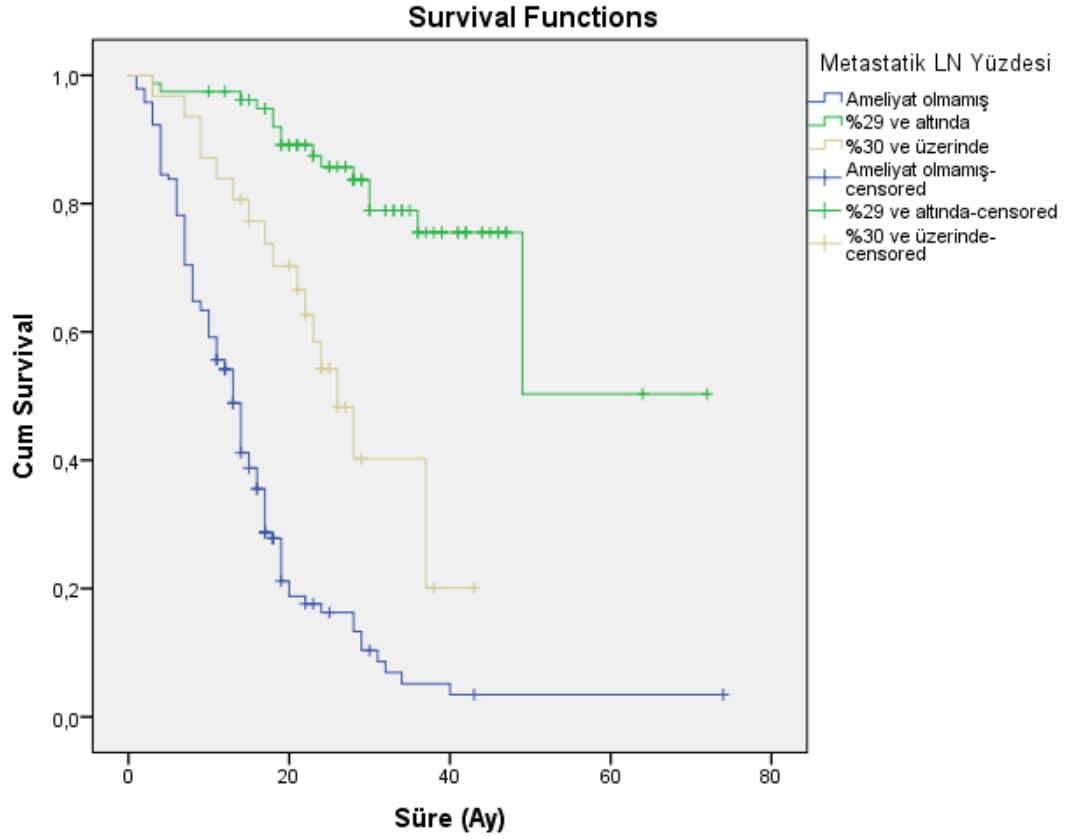 Survival Functions
Metastatik LN Yüzdesi
Ameliyat olmamış
%29 ve altında
%30 ve üzerinde
Ameliyat olmamış-
censored
%29 ve altında-censored
%30 ve üzerinde-
censored
Cum Survival
1,0
0,8
0,6
0,4
0,2
0,0
0
20
40
60
80
Süre (Ay)